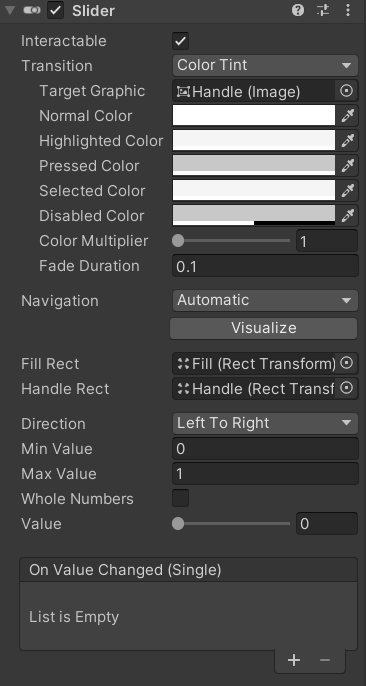 Slider
Interactable
Transition Color Tint
Target Graphic Handle (Image)
Normal Color
Highlighted Color
Pressed Color
Selected Color
Disabled Color
Color Multiplier 1
Fade Duration 0.1
Navigation Automatic
Visualize
Fill Rect Fill (Rect Transform)
Handle Rect Handle (Rect Transf
Direction Left To Right
Min Value 0
Max Value 1
Whole Numbers
Value 0
On Value Changed (Single)
List is Empty